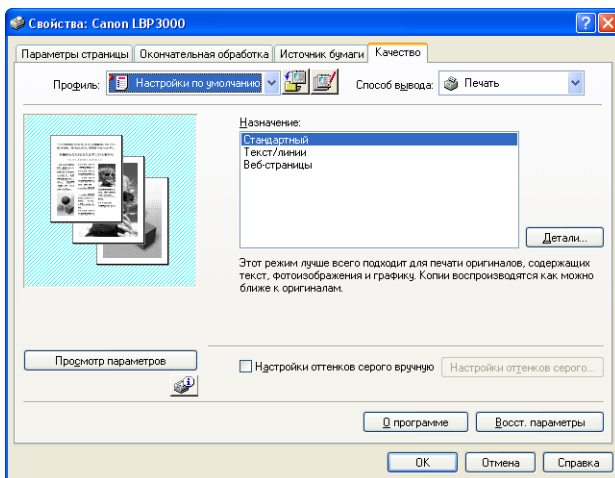 Свойства: Canon LBP3000
Параметры страницы Окончательная обработка Источник бумаги Качество
Профиль: Настройки по умолчанию Способ вывода: Печать
Назначение:
Стандартный
Текст/линии
Веб-страницы
Детали...
Этот режим лучше всего подходит для печати оригиналов, содержащих
текст, фотоизображения и графику. Копии воспроизводятся как можно
ближе к оригиналам.
Просмотр параметров
Настройки оттенков серого вручную Настройки оттенков серого...
О программе Восст. параметры
OK Отмена Справка